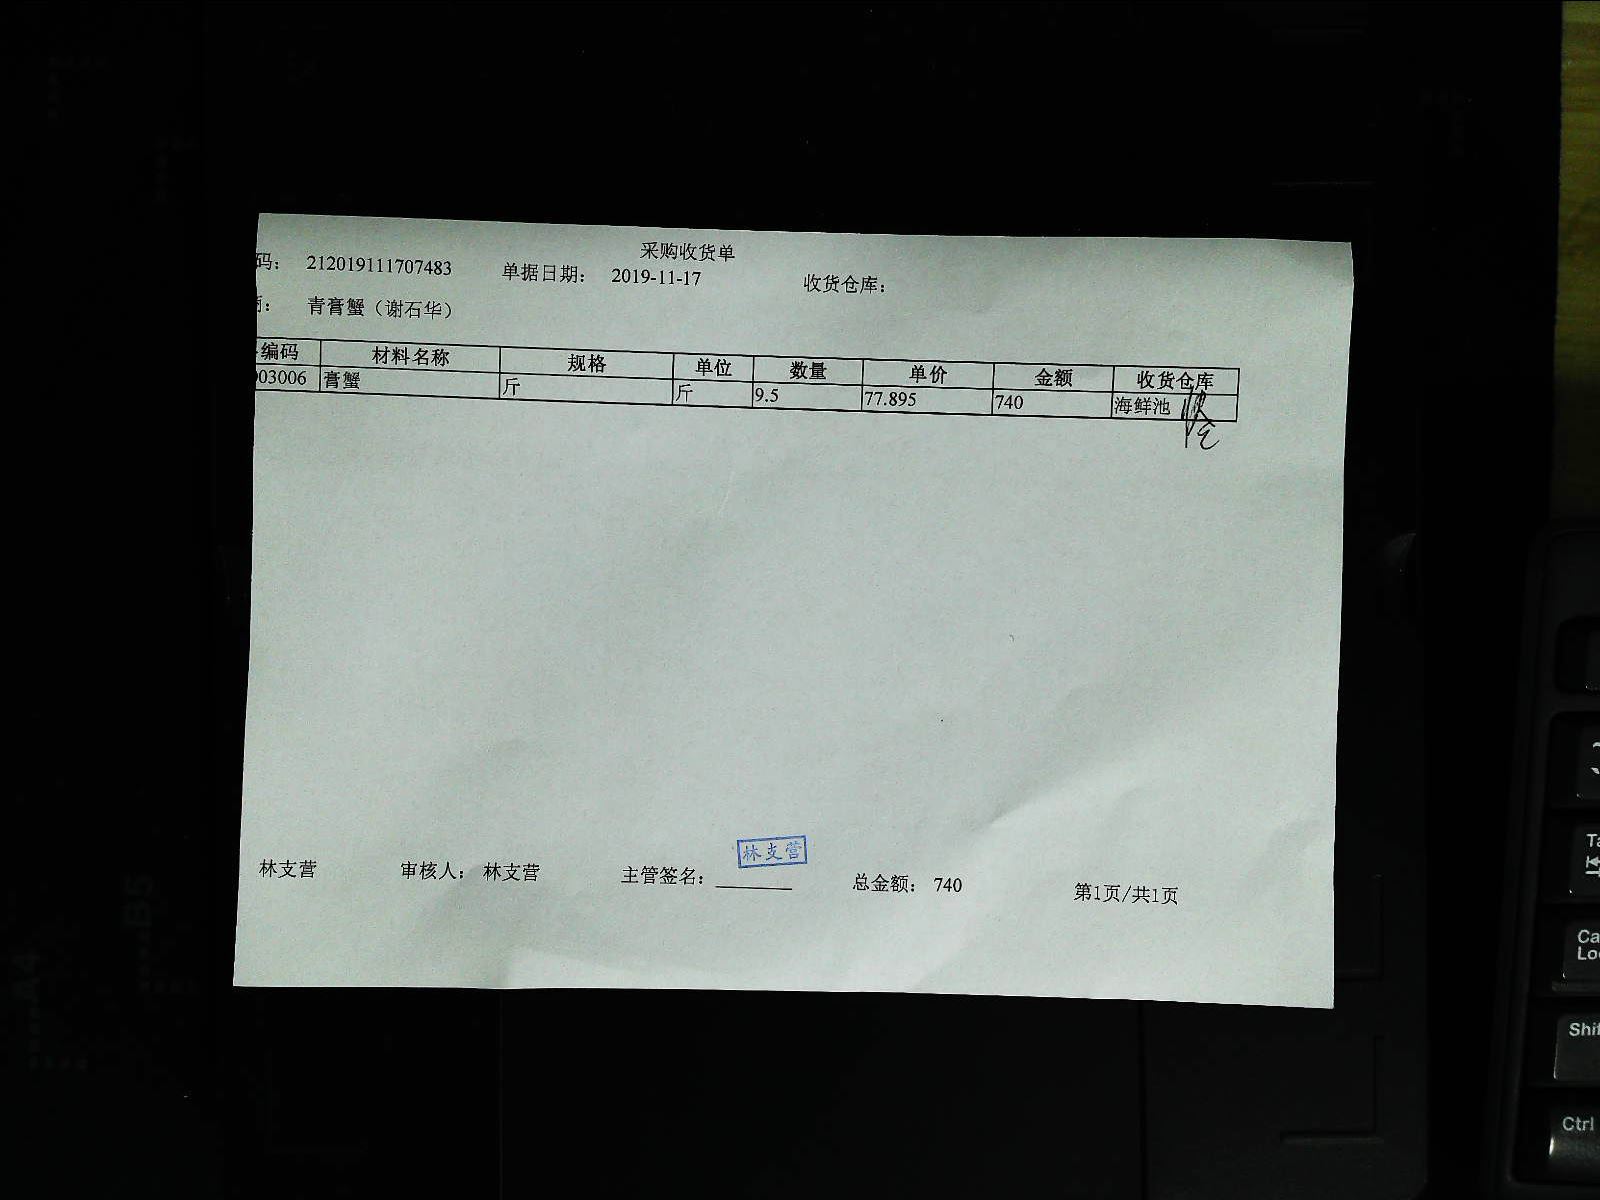 采购收货单
码： 212019111707483 单据日期： 2019-11-17 收货仓库：
青膏蟹（谢石华）
编码 材料名称 规格 单位 数量 单价 金额 收货仓库
003006 膏蟹 斤 斤 9.5 77.895 740 海鲜池
林支营
林支营 审核人： 林支营 主管签名： 总金额： 740 第1页/共1页
Ctrl